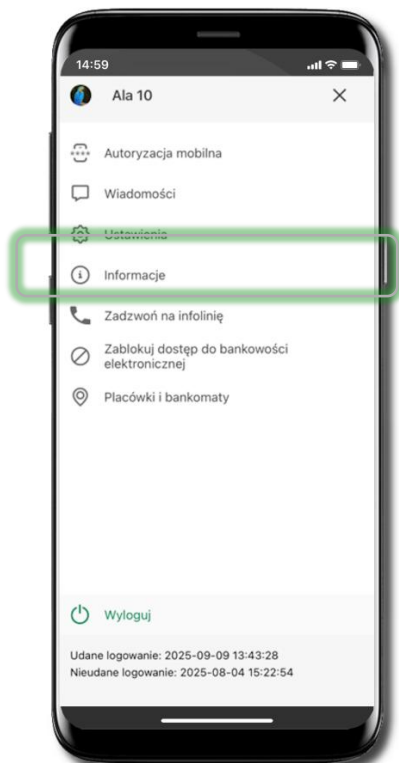 14:59
Ala 10
Autoryzacja mobilna
Wiadomości
Ustawienia
Informacje
Zadzwoń na infolinię
Zablokuj dostęp do bankowości
elektronicznej
Placówki i bankomaty
Wyloguj
Udane logowanie: 2025-09-09 13:43:28
Nieudane logowanie: 2025-08-04 15:22:54